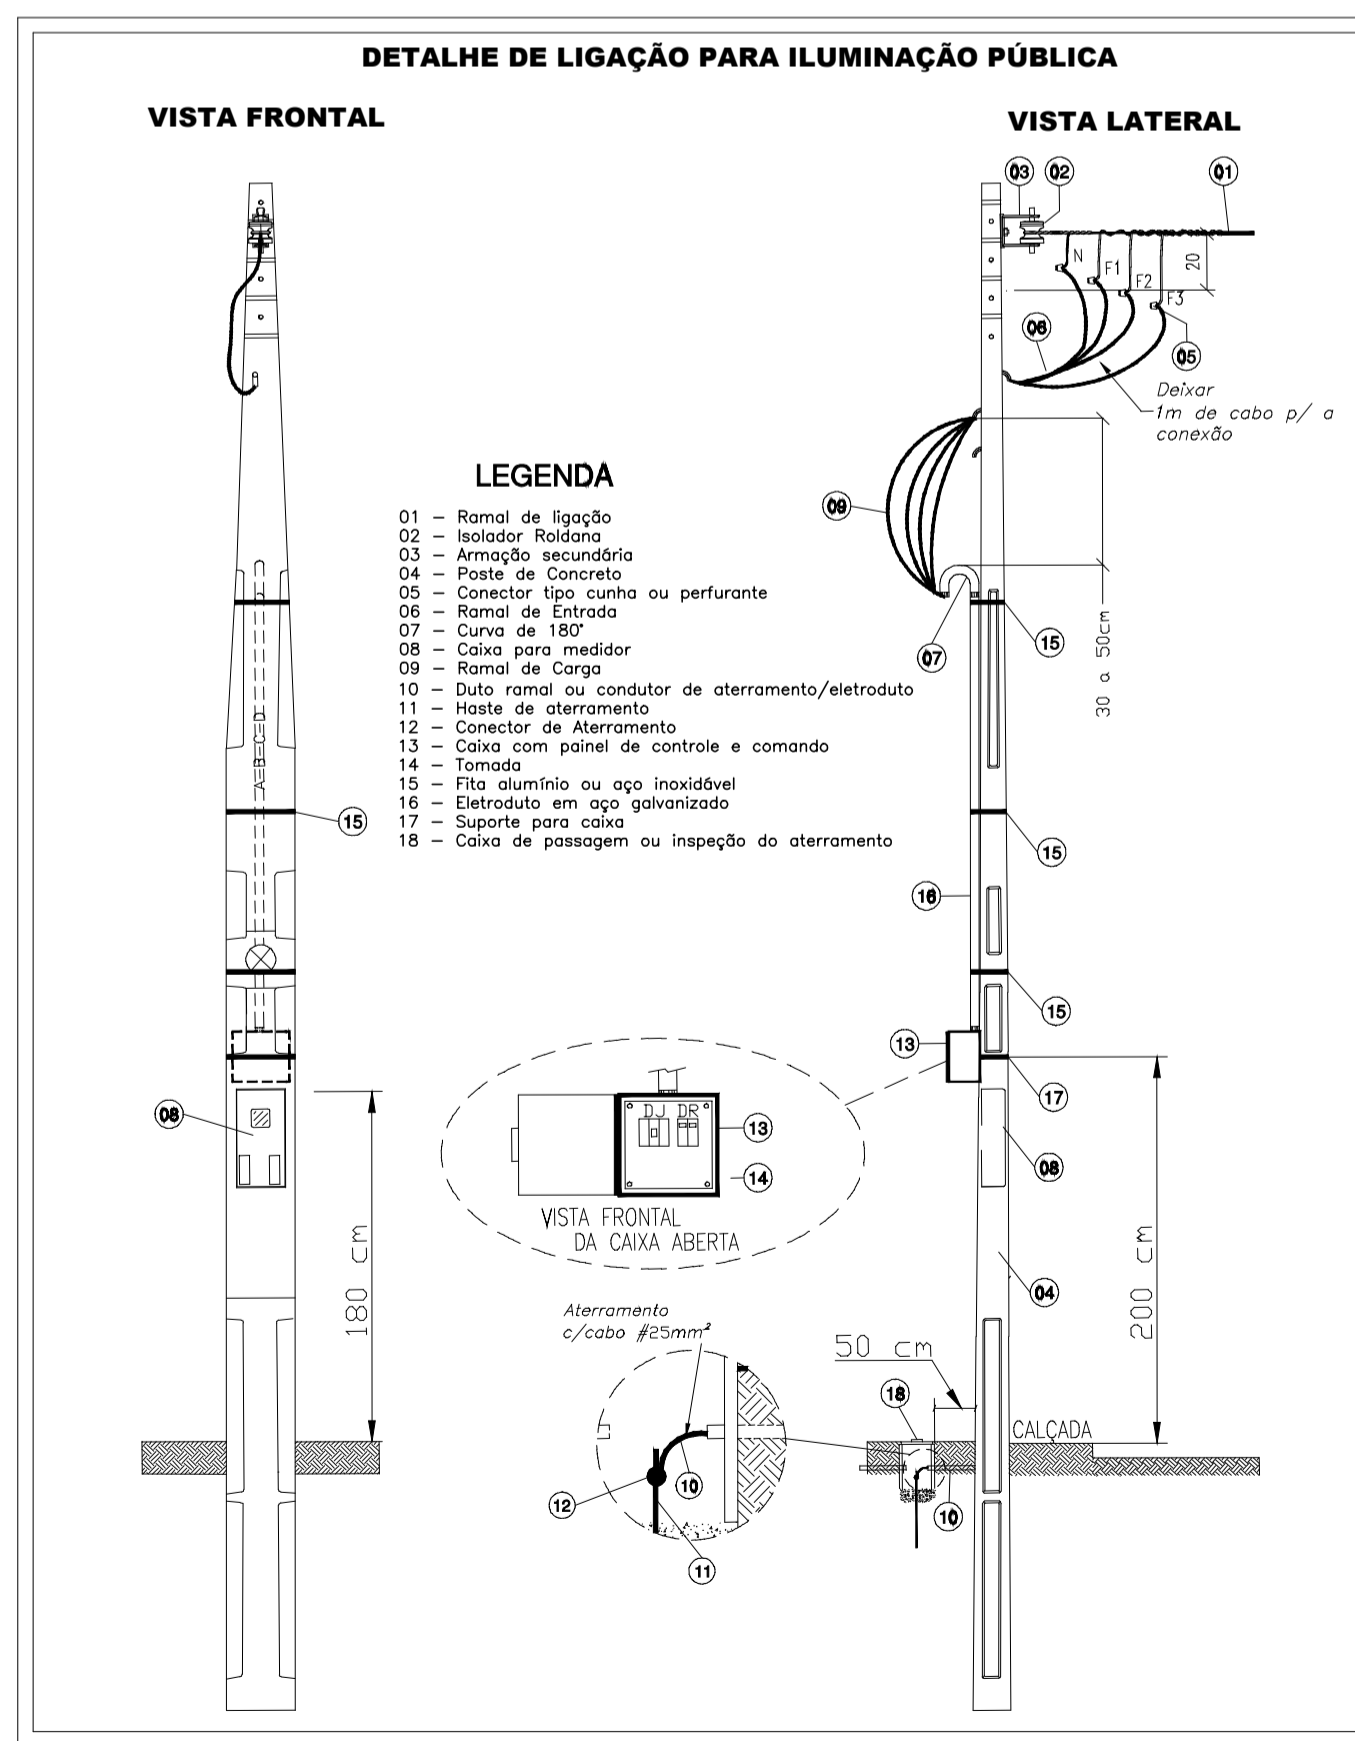 DETALHE DE LIGAÇÃO PARA ILUMINAÇÃO PÚBLICA
VISTA FRONTAL
VISTA LATERAL
03
02
01
N
F1
F2
F3
20
06
05
Deixar
1m de cabo p/ a
conexão
LEGENDA
01 – Ramal de ligação
02 – Isolador Roldana
03 – Armação secundária
04 – Poste de Concreto
05 – Conector tipo cunha ou perfurante
06 – Ramal de Entrada
07 – Curva de 180°
08 – Caixa para medidor
09 – Ramal de Carga
10 – Duto ramal ou condutor de aterramento/eletroduto
11 – Haste de aterramento
12 – Conector de Aterramento
13 – Caixa com painel de controle e comando
14 – Tomada
15 – Fita alumínio ou aço inoxidável
16 – Eletroduto em aço galvanizado
17 – Suporte para caixa
18 – Caixa de passagem ou inspeção do aterramento
09
07
15
30 a 50cm
A B C D
15
15
16
15
13
17
08
08
DJ DR
13
14
VISTA FRONTAL
DA CAIXA ABERTA
180 cm
200 cm
04
Aterramento
c/cabo #25mm²
50 cm
18
CALÇADA
10
12
10
11